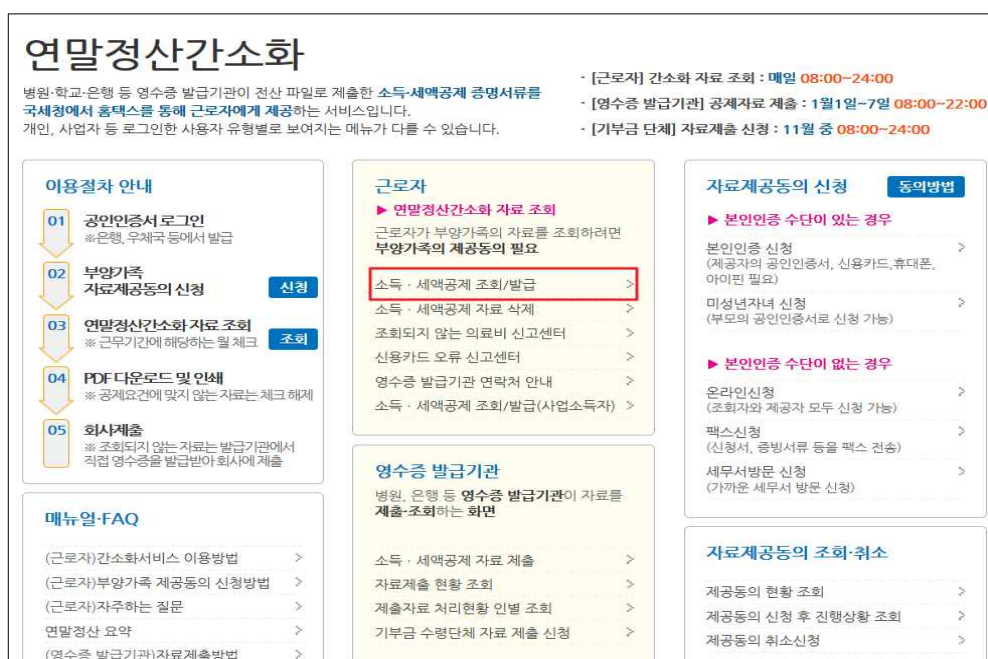 연말정산간소화
병원·학교·은행 등 영수증 발급기관이 전산 파일로 제출한 소득·세액공제 증명서류를
국세청에서 홈택스를 통해 근로자에게 제공하는 서비스입니다.
개인, 사업자 등 로그인한 사용자 유형별로 보여지는 메뉴가 다를 수 있습니다.
· [근로자] 간소화 자료 조회 : 매일 08:00~24:00
· [영수증 발급기관] 공제자료 제출 : 1월1일~7일 08:00~22:00
· [기부금 단체] 자료제출 신청 : 11월 중 08:00~24:00
이용절차 안내
01 공인인증서 로그인
※은행, 우체국 등에서 발급
02 부양가족
자료제공동의 신청 신청
03 연말정산간소화 자료 조회
※ 근무기간에 해당하는 월 체크 조회
04 PDF 다운로드 및 인쇄
※ 공제요건에 맞지 않는 자료는 체크 해제
05 회사제출
※ 조회되지 않는 자료는 발급기관에서
직접 영수증을 발급받아 회사에 제출
매뉴얼·FAQ
(근로자)간소화서비스 이용방법 >
(근로자)부양가족 제공동의 신청방법 >
(근로자)자주하는 질문 >
연말정산 요약 >
(영수증 발급기관)자료제출방법 >
근로자
▶ 연말정산간소화 자료 조회
근로자가 부양가족의 자료를 조회하려면
부양가족의 제공동의 필요
소득 · 세액공제 조회/발급 >
소득 · 세액공제 자료 삭제 >
조회되지 않는 의료비 신고센터 >
신용카드 오류 신고센터 >
영수증 발급기관 연락처 안내 >
소득 · 세액공제 조회/발급(사업소득자) >
영수증 발급기관
병원, 은행 등 영수증 발급기관이 자료를
제출·조회하는 화면
소득 · 세액공제 자료 제출 >
자료제출 현황 조회 >
제출자료 처리현황 인별 조회 >
기부금 수령단체 자료 제출 신청 >
자료제공동의 신청 동의방법
▶ 본인인증 수단이 있는 경우
본인인증 신청 >
(제공자의 공인인증서, 신용카드,휴대폰,
아이핀 필요)
미성년자녀 신청 >
(부모의 공인인증서로 신청 가능)
▶ 본인인증 수단이 없는 경우
온라인신청 >
(조회자와 제공자 모두 신청 가능)
팩스신청 >
(신청서, 증빙서류 등을 팩스 전송)
세무서방문 신청 >
(가까운 세무서 방문 신청)
자료제공동의 조회·취소
제공동의 현황 조회 >
제공동의 신청 후 진행상황 조회 >
제공동의 취소신청 >